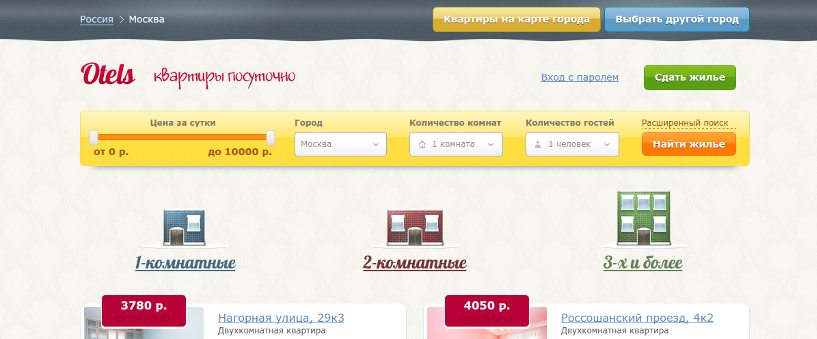 Россия > Москва
Квартиры на карте города
Выбрать другой город
Otels квартиры посуточно
Вход с паролем
Сдать жилье
Цена за сутки
Город
Количество комнат
Количество гостей
Расширенный поиск
от 0 р.
до 10000 р.
Москва
1 комната
1 человек
Найти жилье
1-комнатные
2-комнатные
3-х и более
3780 р.
Нагорная улица, 29к3
Двухкомнатная квартира
4050 р.
Россошанский проезд, 4к2
Двухкомнатная квартира